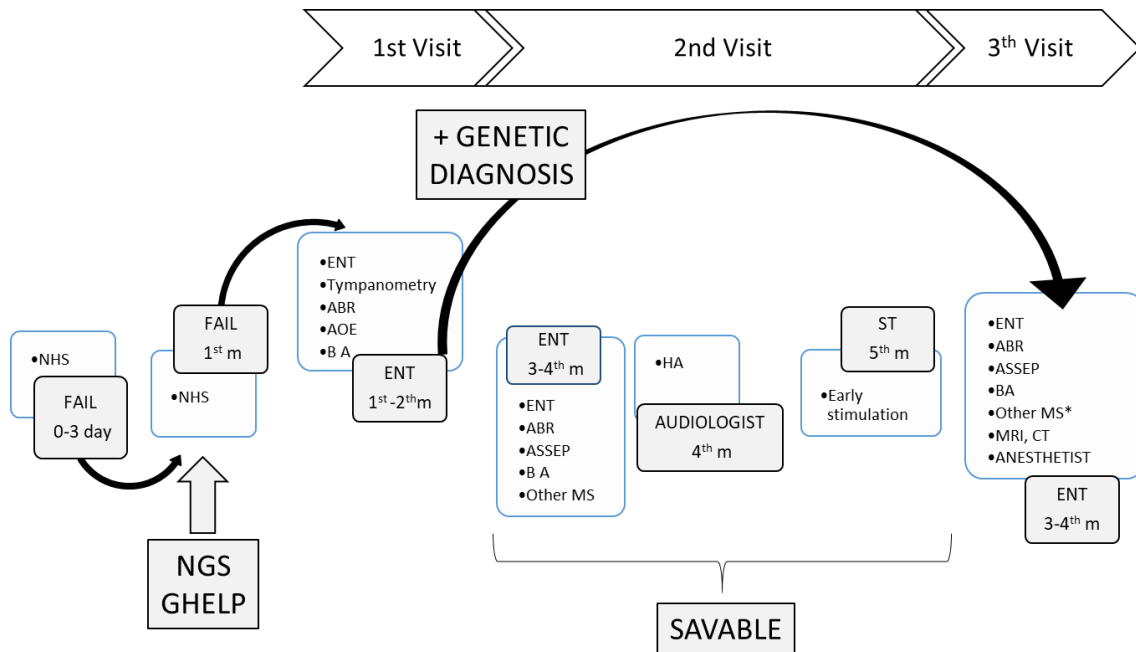 1st Visit
2nd Visit
3th Visit
+ GENETIC
DIAGNOSIS
•NHS
FAIL
0-3 day
FAIL
1st m
•NHS
NGS
GHELP
•ENT
•Tympanometry
•ABR
•AOE
•B A
ENT
1st -2th m
ENT
3-4th m
•ENT
•ABR
•ASSEP
•B A
•Other MS
•HA
AUDIOLOGIST
4th m
ST
5th m
•Early
stimulation
SAVABLE
•ENT
•ABR
•ASSEP
•BA
•Other MS*
•MRI, CT
•ANESTHETIST
ENT
3-4th m